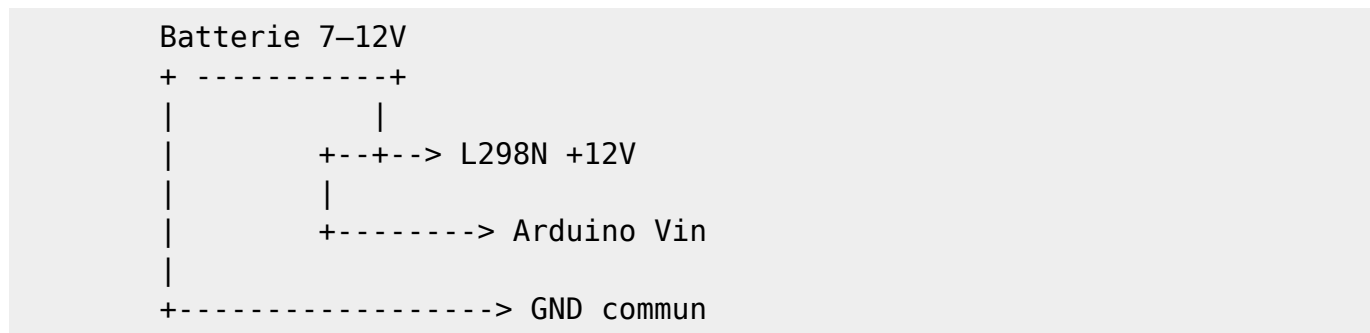 Batterie 7–12V
+ -----------+
|            |
|         +--+--> L298N +12V
|         |
|         +--------> Arduino Vin
|
+------------------> GND commun